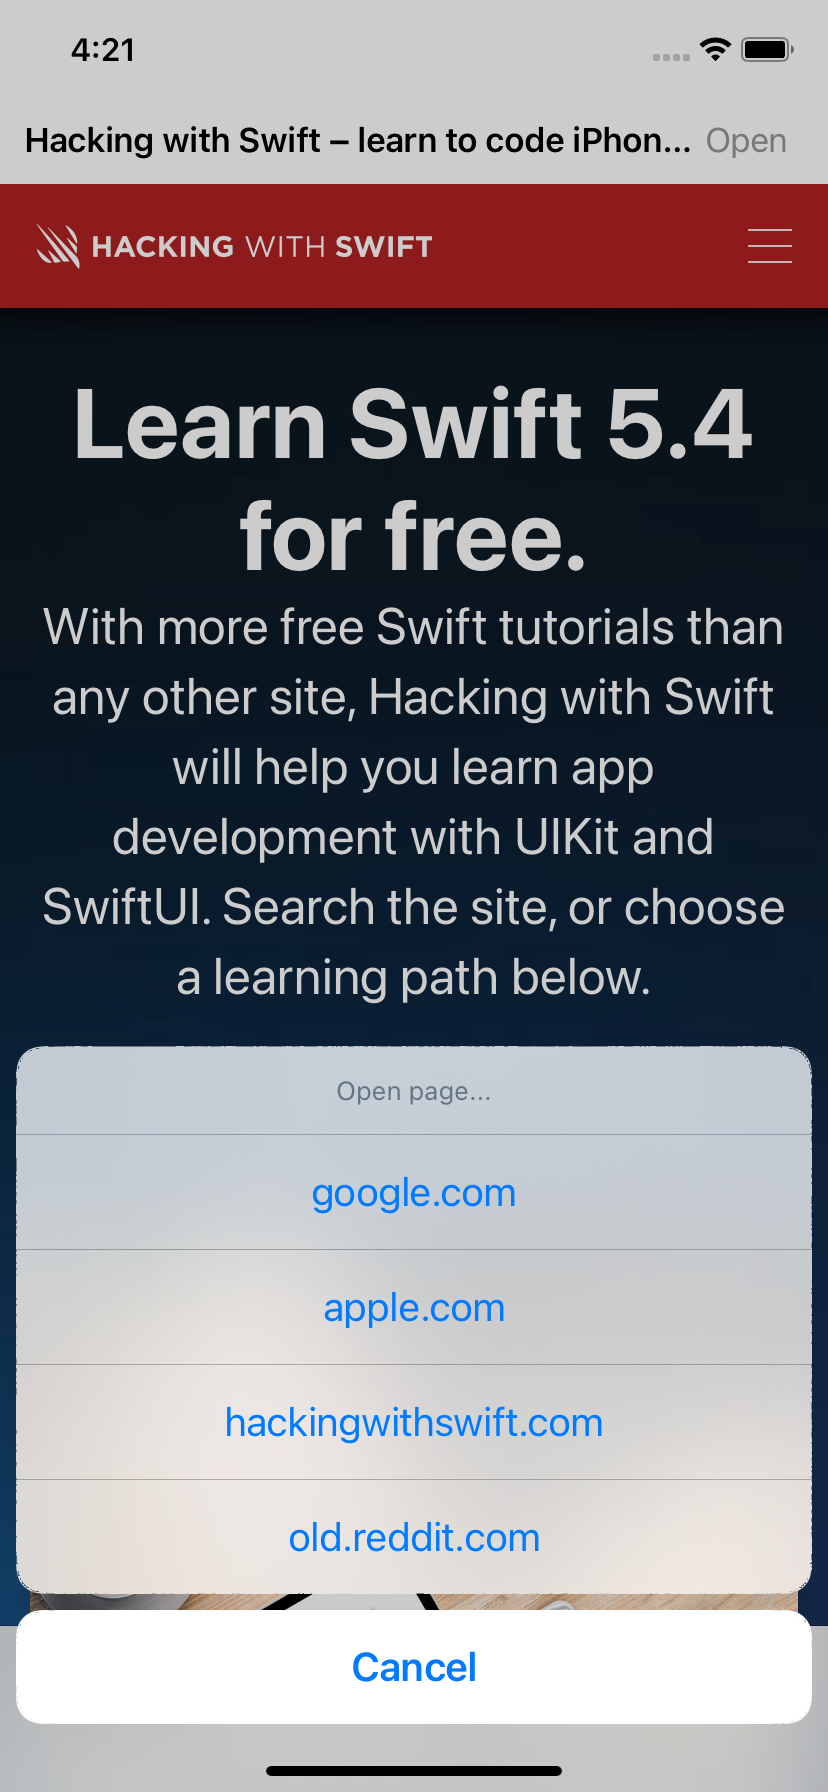 4:21
Hacking with Swift – learn to code iPhon... Open
HACKING WITH SWIFT
Learn Swift 5.4
for free.
With more free Swift tutorials than
any other site, Hacking with Swift
will help you learn app
development with UIKit and
SwiftUI. Search the site, or choose
a learning path below.
Open page...
google.com
apple.com
hackingwithswift.com
old.reddit.com
Cancel